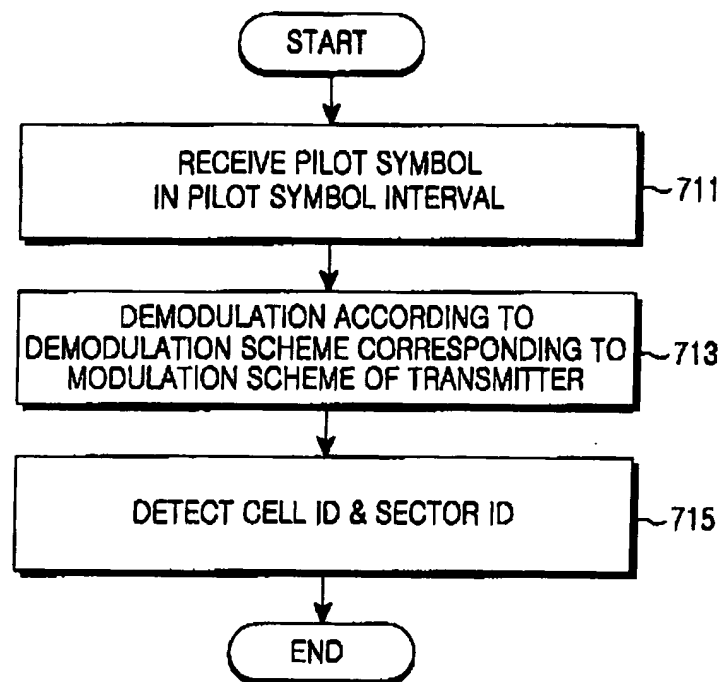 START
RECEIVE PILOT SYMBOL
IN PILOT SYMBOL INTERVAL
711
DEMODULATION ACCORDING TO
DEMODULATION SCHEME CORRESPONDING TO
MODULATION SCHEME OF TRANSMITTER
713
DETECT CELL ID & SECTOR ID
715
END